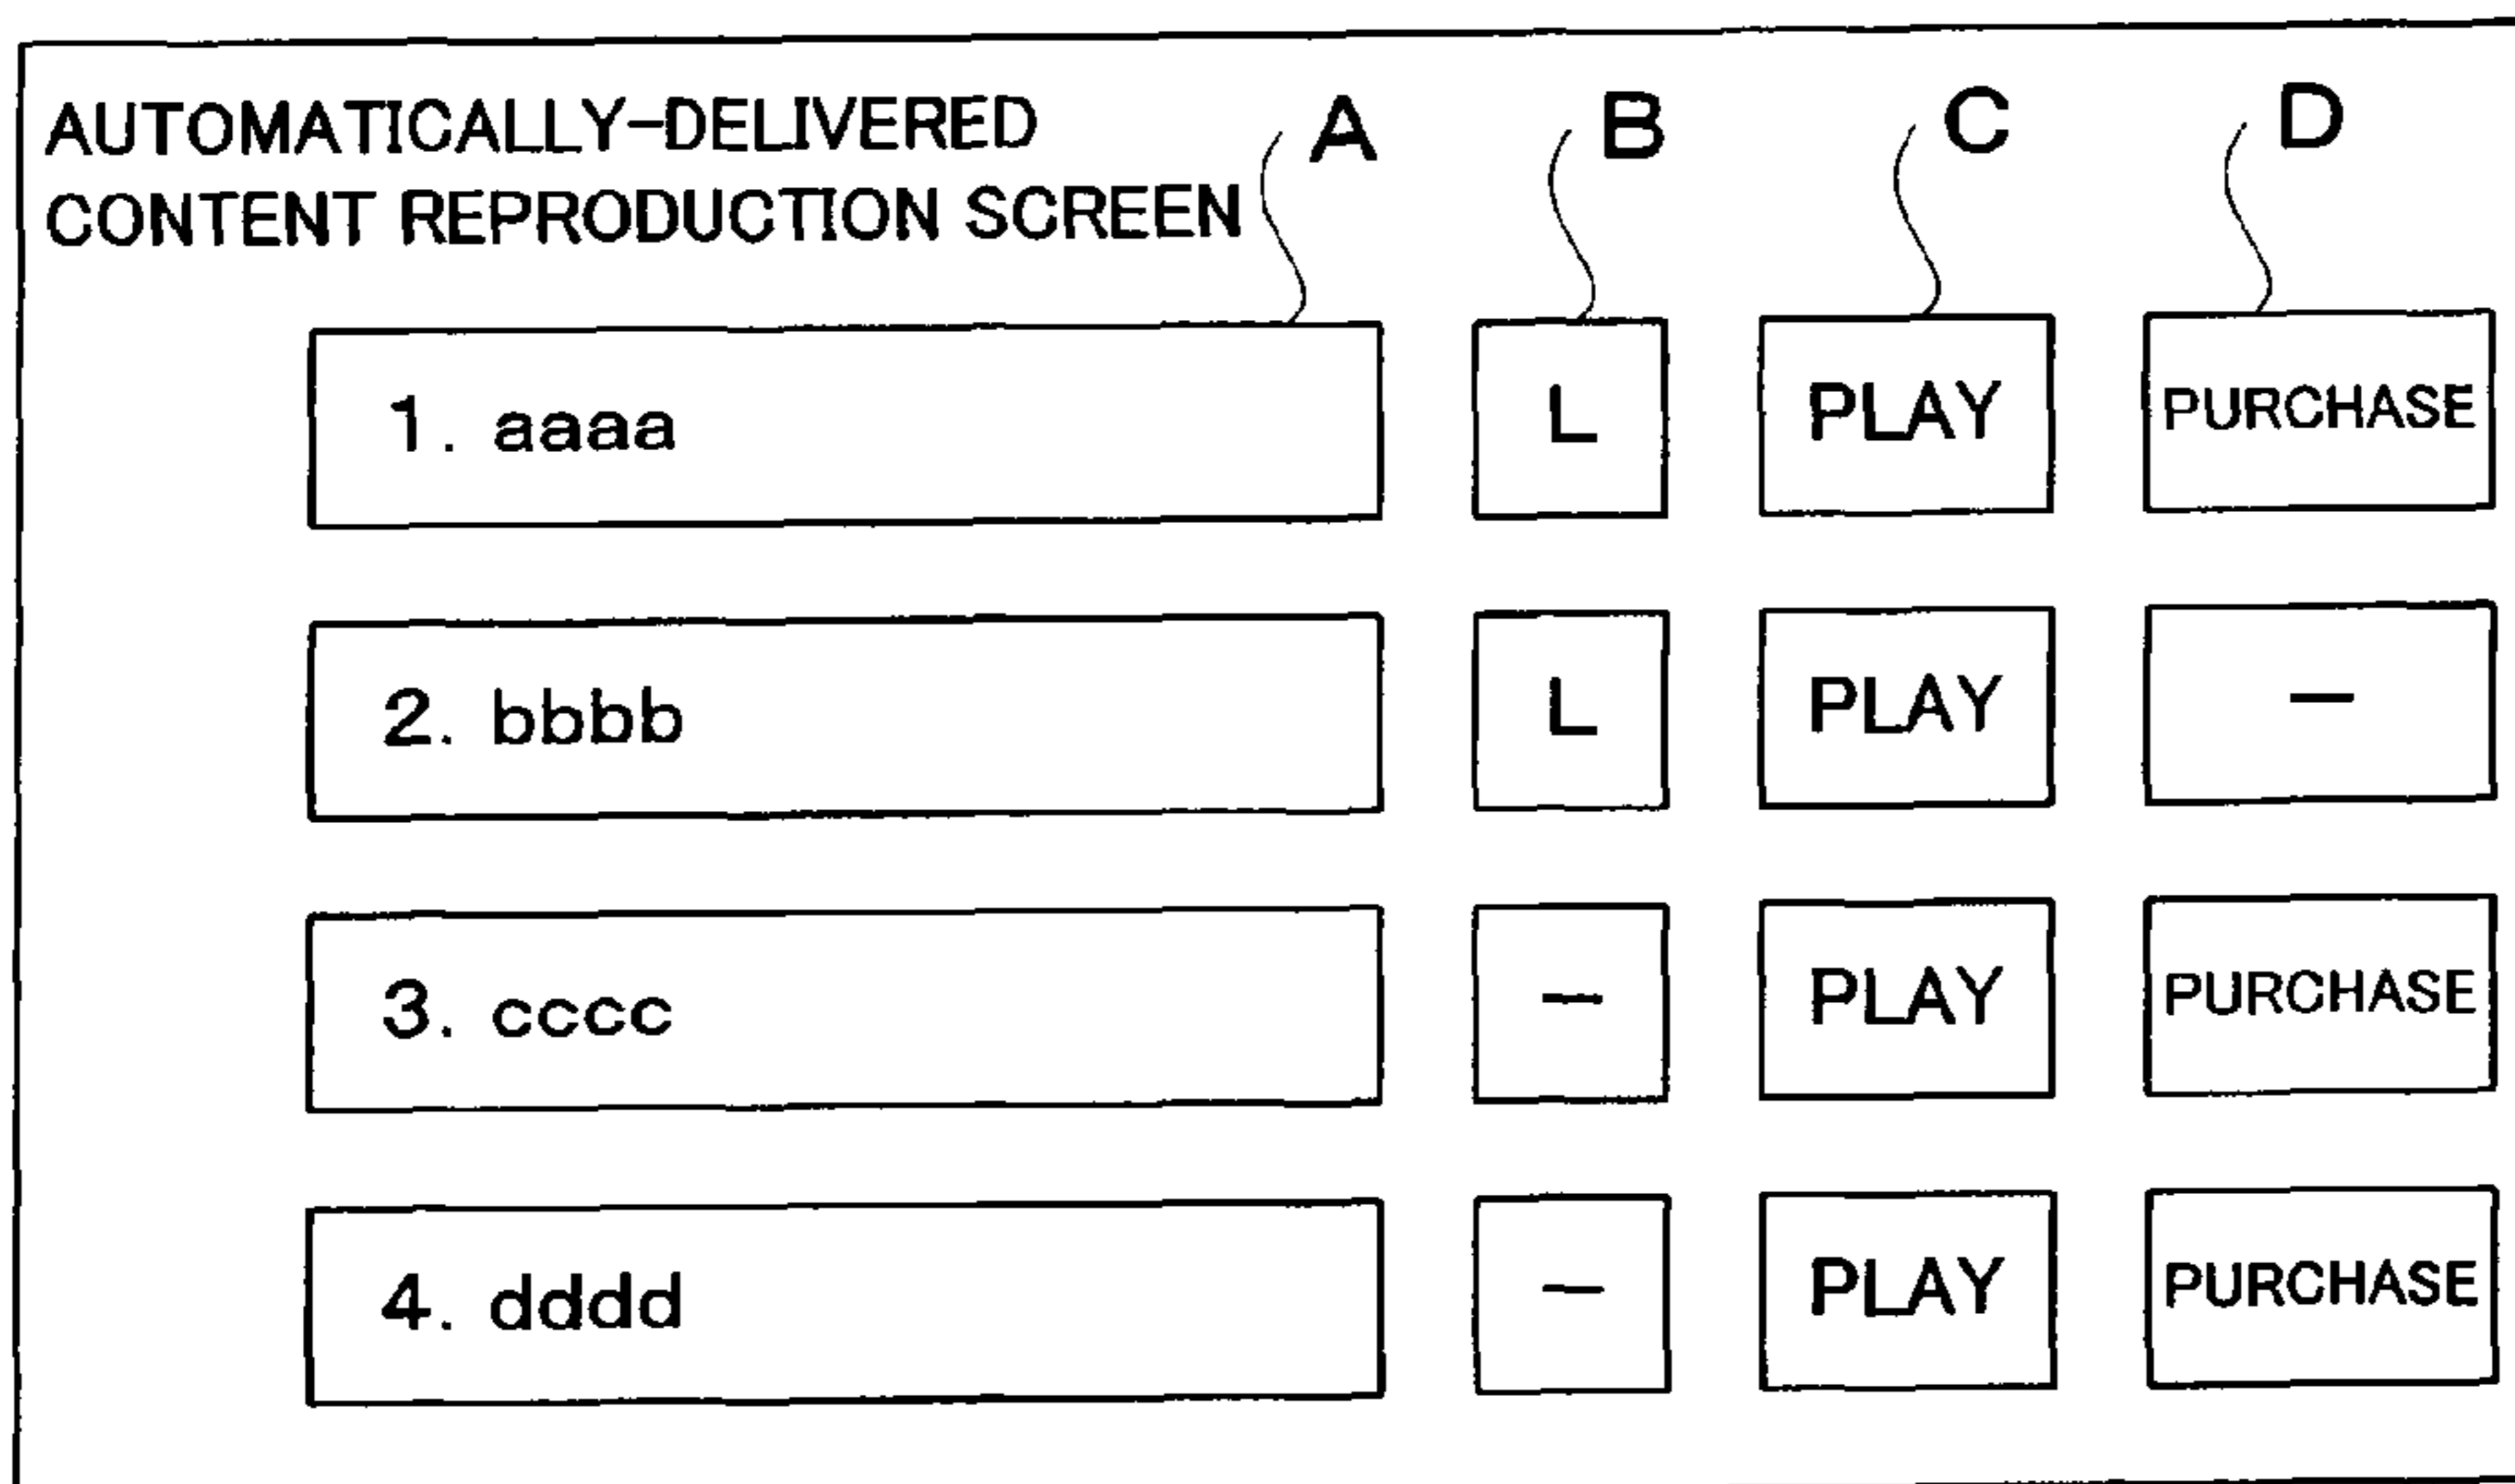 AUTOMATICALLY-DELIVERED A B C D
CONTENT REPRODUCTION SCREEN
1. aaaa L PLAY PURCHASE
2. bbbb L PLAY −
3. cccc − PLAY PURCHASE
4. dddd − PLAY PURCHASE